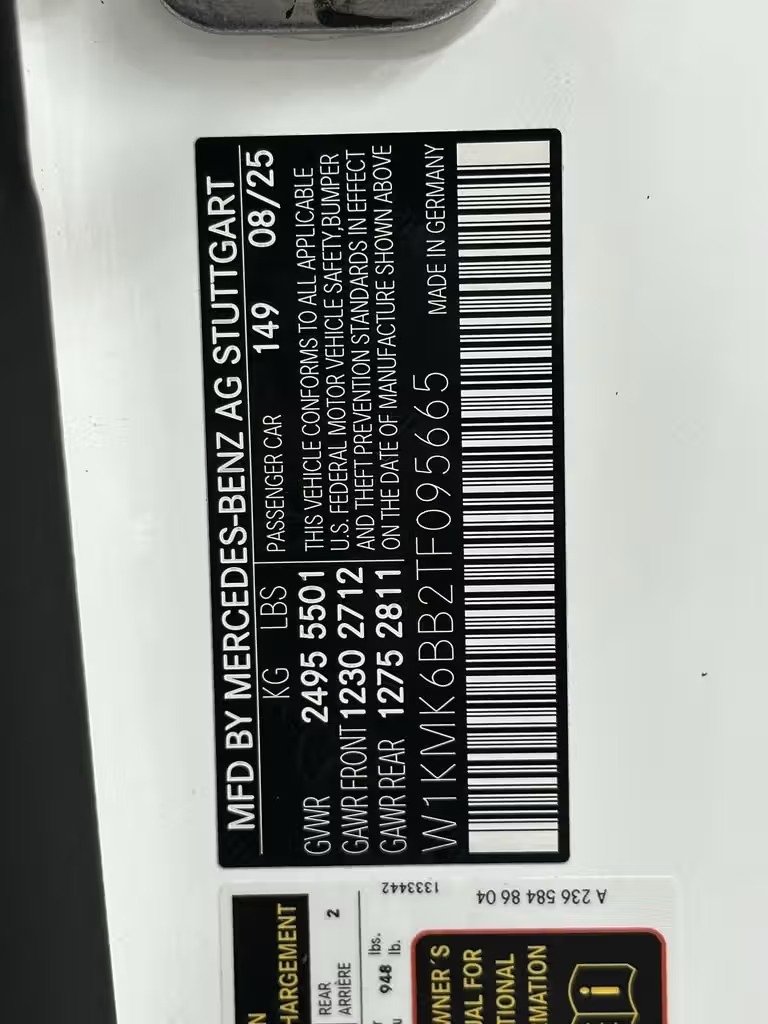 MFD BY MERCEDES-BENZ AG STUTTGART
KG LBS PASSENGER CAR 149 08/25
GVWR 2495 5501
GAWR FRONT 1230 2712
GAWR REAR 1275 2811
THIS VEHICLE CONFORMS TO ALL APPLICABLE
U.S. FEDERAL MOTOR VEHICLE SAFETY,BUMPER
AND THEFT PREVENTION STANDARDS IN EFFECT
ON THE DATE OF MANUFACTURE SHOWN ABOVE
W1KMK6BB2TF095665 MADE IN GERMANY
1333442
A 236 584 86 04
HARGEMENT
REAR
ARRIÈRE
2
948
lbs.
lb.
WNER´S
UAL FOR
TIONAL
MATION
i